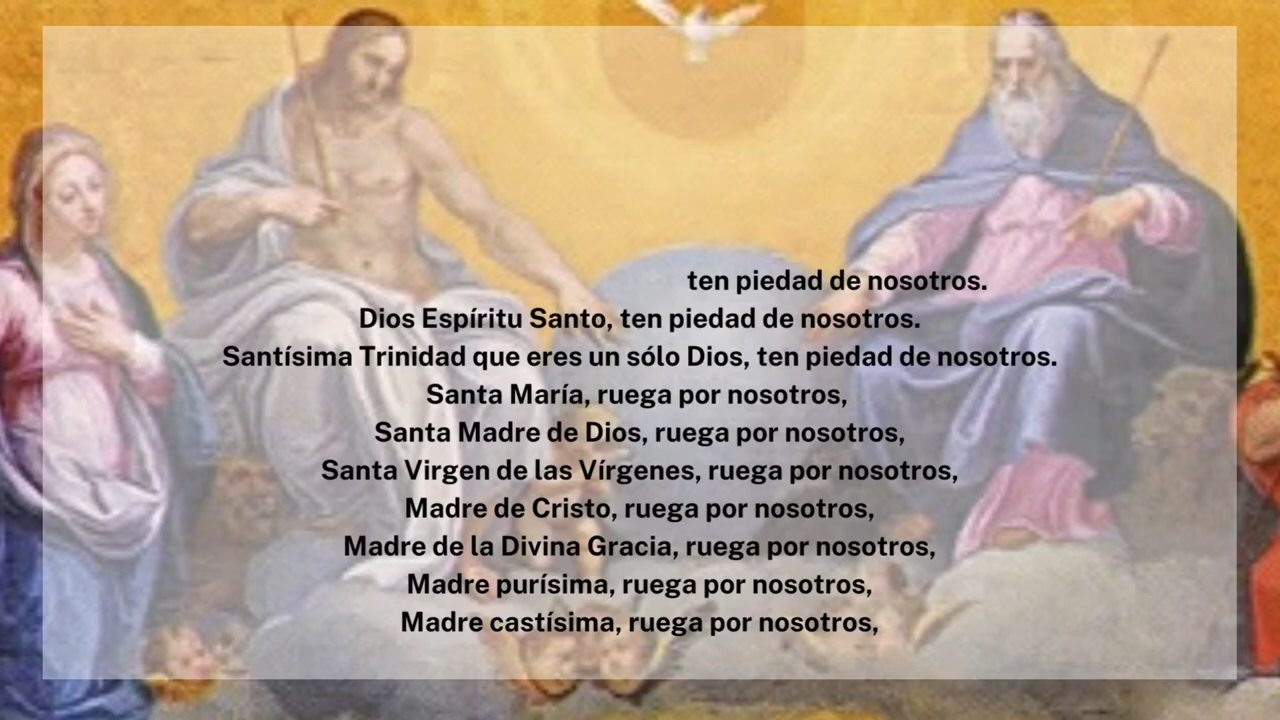 ten piedad de nosotros.
Dios Espíritu Santo, ten piedad de nosotros.
Santísima Trinidad que eres un sólo Dios, ten piedad de nosotros.
Santa María, ruega por nosotros,
Santa Madre de Dios, ruega por nosotros,
Santa Virgen de las Vírgenes, ruega por nosotros,
Madre de Cristo, ruega por nosotros,
Madre de la Divina Gracia, ruega por nosotros,
Madre purísima, ruega por nosotros,
Madre castísima, ruega por nosotros,